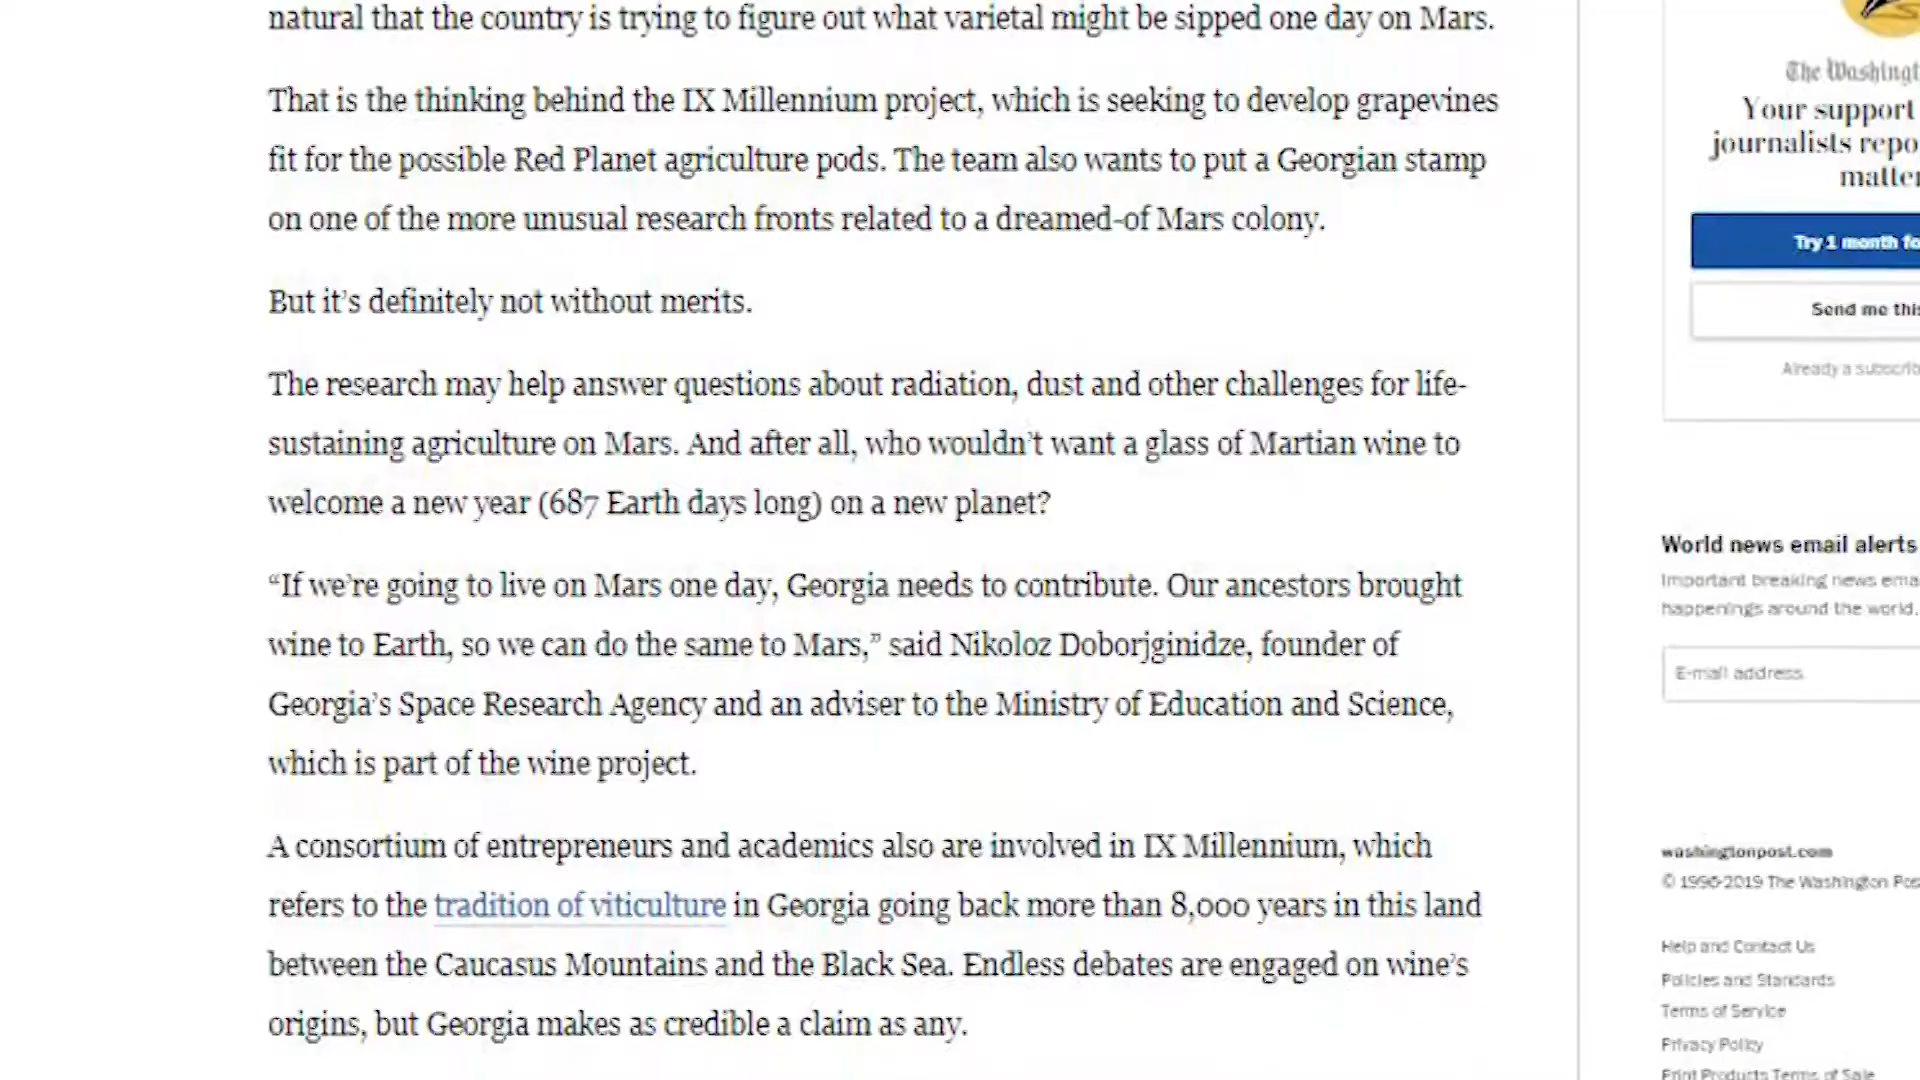 natural that the country is trying to figure out what varietal might be sipped one day on Mars.
That is the thinking behind the IX Millennium project, which is seeking to develop grapevines
fit for the possible Red Planet agriculture pods. The team also wants to put a Georgian stamp
on one of the more unusual research fronts related to a dreamed-of Mars colony.
But it’s definitely not without merits.
The research may help answer questions about radiation, dust and other challenges for life-
sustaining agriculture on Mars. And after all, who wouldn’t want a glass of Martian wine to
welcome a new year (687 Earth days long) on a new planet?
“If we’re going to live on Mars one day, Georgia needs to contribute. Our ancestors brought
wine to Earth, so we can do the same to Mars,” said Nikoloz Doborjginidze, founder of
Georgia’s Space Research Agency and an adviser to the Ministry of Education and Science,
which is part of the wine project.
A consortium of entrepreneurs and academics also are involved in IX Millennium, which
refers to the tradition of viticulture in Georgia going back more than 8,000 years in this land
between the Caucasus Mountains and the Black Sea. Endless debates are engaged on wine’s
origins, but Georgia makes as credible a claim as any.
The Washingt
Your support
journalists repo
matter
Try 1 month fo
Send me this
Already a subscrib
World news email alerts
Important breaking news ema
happenings around the world.
E-mail address
washingtonpost.com
© 1996-2019 The Washington Pos
Help and Contact Us
Policies and Standards
Terms of Service
Privacy Policy
Print Products Terms of Sale